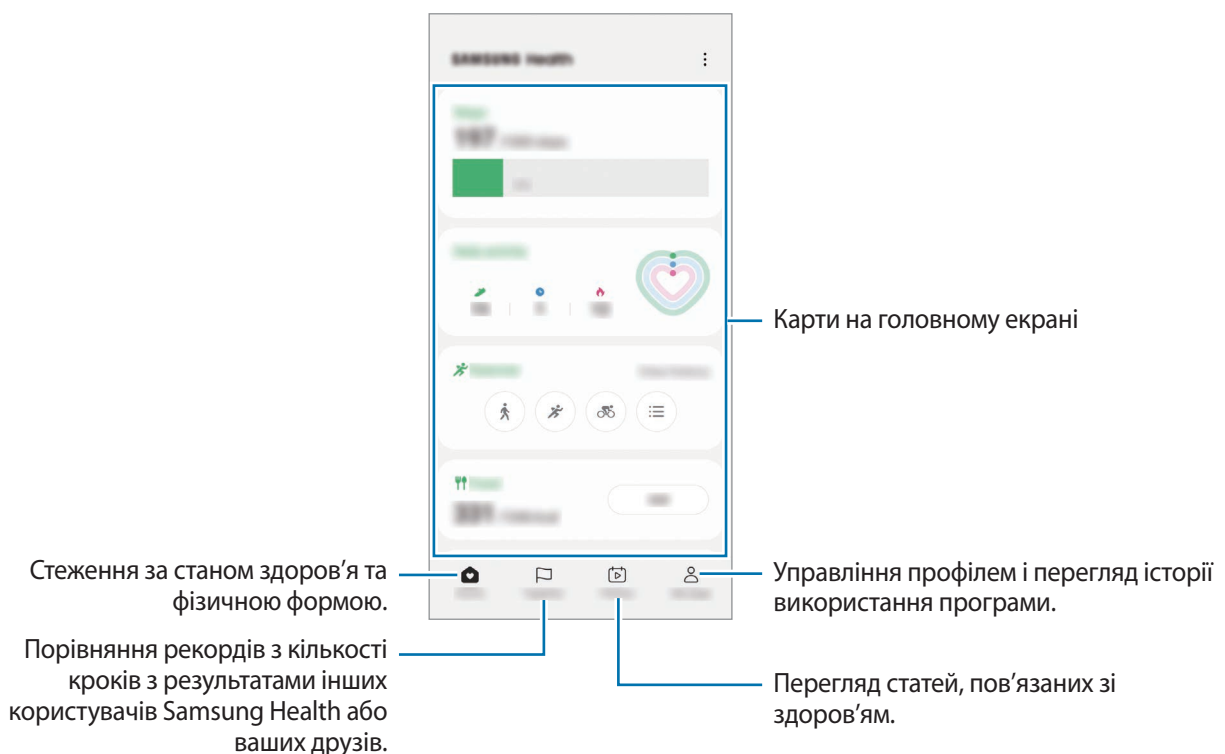 SAMSUNG Health
197
Карти на головному екрані
331
Стеження за станом здоров'я та
фізичною формою.
Порівняння рекордів з кількості
кроків з результатами інших
користувачів Samsung Health або
ваших друзів.
Управління профілем і перегляд історії
використання програми.
Перегляд статей, пов'язаних зі
здоров'ям.